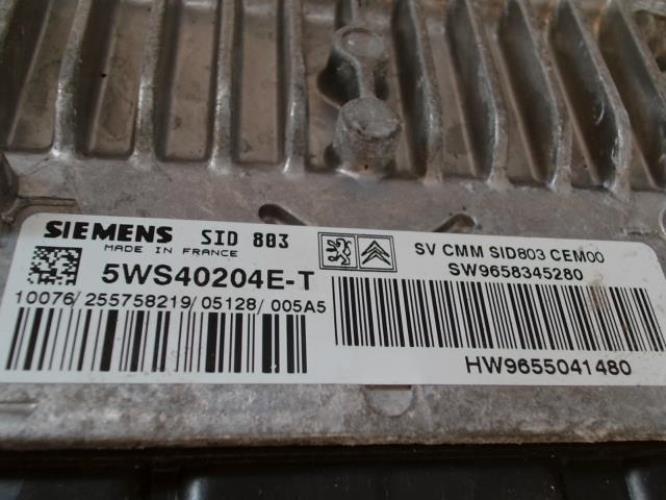 SIEMENS SID 803
MADE IN FRANCE
5WS40204E-T
10076/255758219/05128/005A5
SV CMM SID803 CEM00
SW9658345280
HW9655041480